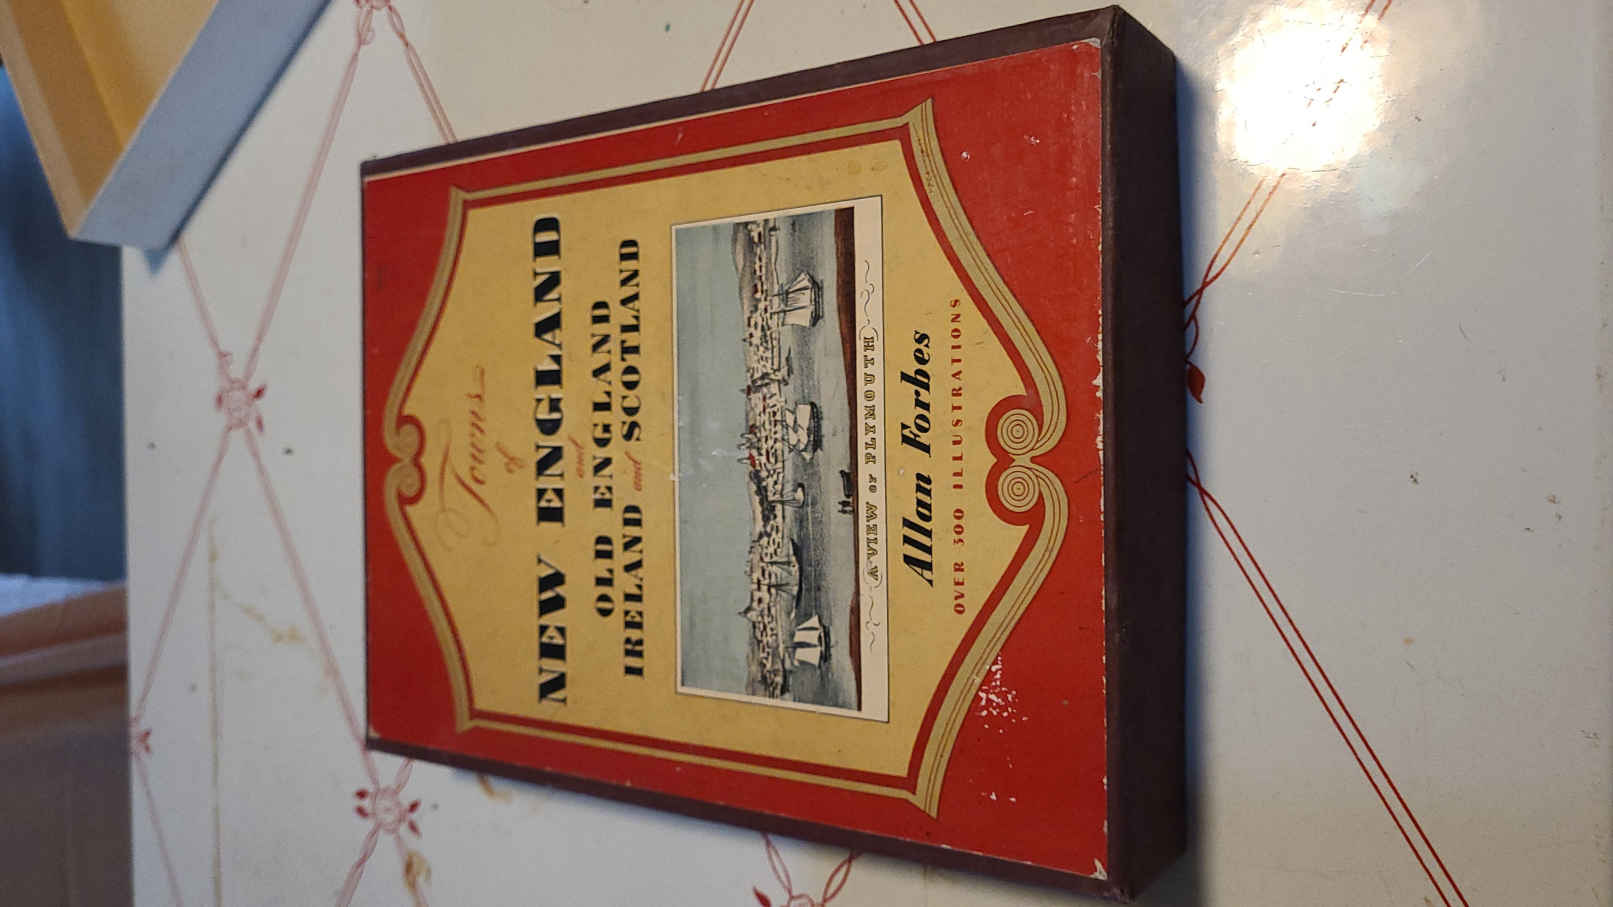 Towns
of
NEW ENGLAND
and
OLD ENGLAND
IRELAND and SCOTLAND
A VIEW OF PLYMOUTH
Allan Forbes
OVER 300 ILLUSTRATIONS